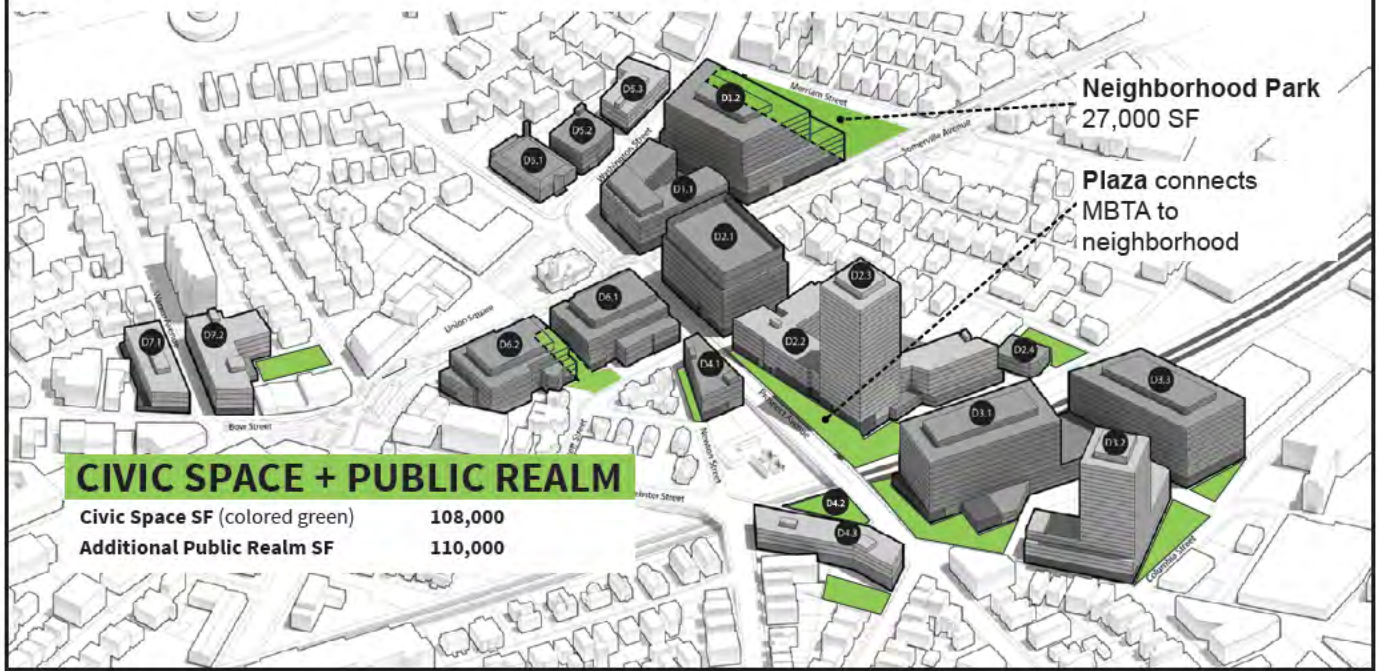 D5.3
D1.2
Merriam Street
Neighborhood Park
27,000 SF
D5.2
Washington Street
Somerville Avenue
D5.1
D1.1
Plaza connects
MBTA to
neighborhood
D2.1
D2.3
D6.1
Union Square
D7.1
D7.2
D6.2
D2.2
D4.1
D2.4
D3.3
D3.1
Bow Street
Newton Street
D3.2
CIVIC SPACE + PUBLIC REALM
Civic Space SF (colored green) 108,000
Additional Public Realm SF 110,000
D4.2
D4.3
Columbia Street